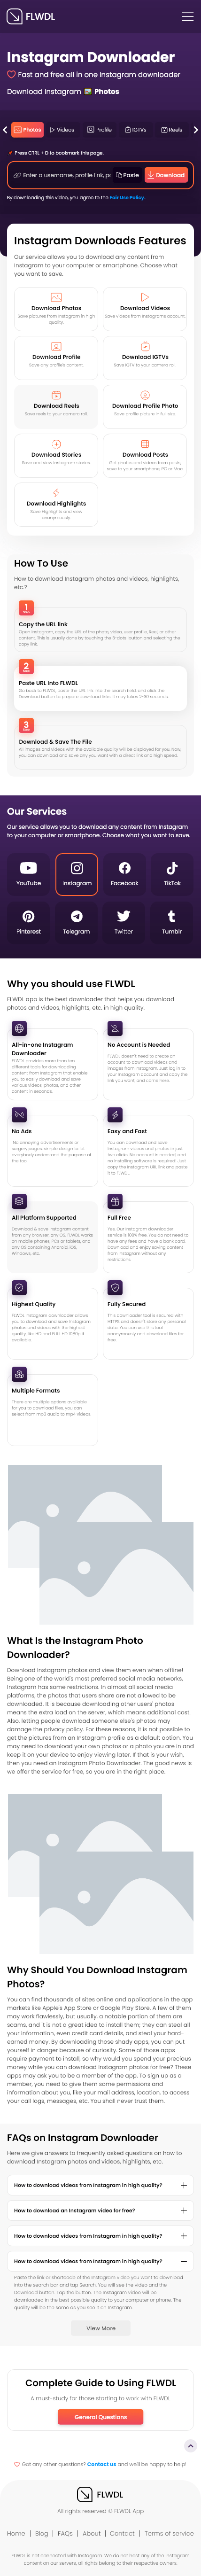 FLWDL
Instagram Downloader
Fast and free all in one Instagram downloader
Download Instagram Photos
Photos
Videos
Profile
IGTVs
Reels
Press CTRL + D to bookmark this page.
Enter a username, profile link, p
Paste
Download
By downloading this video, you agree to the Fair Use Policy.
Instagram Downloads Features
Our service allows you to download any content from
Instagram to your computer or smartphone. Choose what
you want to save.
Download Photos
Save pictures from Instagram in high
quality.
Download Videos
Save videos from Instagrams account.
Download Profile
Save any profile's content.
Download IGTVs
Save IGTV to your camera roll.
Download Reels
Save reels to your camera roll.
Download Profile Photo
Save profile picture in full size.
Download Stories
Save and view Instagram stories.
Download Posts
Get photos and videos from posts,
save to your smartphone, PC or Mac.
Download Highlights
Save Highlights and view
anonymously.
How To Use
How to download Instagram photos and videos, highlights,
etc.?
1
Copy the URL link
Open Instagram, copy the URL of the photo, video, user profile, Reel, or other
content. This is usually done by touching the 3-dots button and selecting the
copy link.
2
Paste URL Into FLWDL
Go back to FLWDL, paste the URL link into the search field, and click the
Download button to prepare download links. It may takes 2-30 seconds.
3
Download & Save The File
All images and videos with the available quality will be displayed for you. Now,
you can download and save any you want with a direct link and high speed.
Our Services
Our service allows you to download any content from Instagram
to your computer or smartphone. Choose what you want to save.
YouTube
Instagram
Facebook
TikTok
Pinterest
Telegram
Twitter
Tumblr
Why you should use FLWDL
FLWDL app is the best downloader that helps you download
photos and videos, highlights, etc, in high quality.
All-in-one Instagram
Downloader
FLWDL provides more than ten
different tools for downloading
content from Instagram that enable
you to easily download and save
various videos, photos, and other
content in seconds.
No Account is Needed
FLWDL doesn't need to create an
account to download videos and
images from Instagram. Just log in to
your Instagram account and copy the
link you want, and come here.
No Ads
No annoying advertisements or
surgery pages, simple design to let
everybody understand the purpose of
the tool.
Easy and Fast
You can download and save
Instagram videos and photos in just
two clicks. No account is needed, and
no installing software is required. Just
copy the Instagram URL link and paste
it to FLWDL.
All Platform Supported
Download & save Instagram content
from any browser, any OS. FLWDL works
on mobile phones, PCs or tablets, and
any OS containing Android, iOS,
Windows, etc.
Full Free
Yes. Our Instagram downloader
service is 100% free. You do not need to
have any fees and have a bank card.
Download and enjoy saving content
from Instagram without any
restrictions.
Highest Quality
FLWDL Instagram downloader allows
you to download and save Instagram
photos and videos with the highest
quality, like HD and Full, HD 1080p if
available.
Fully Secured
This downloader tool is secured with
HTTPS and doesn't store any personal
data. You can use this tool
anonymously and download files for
free.
Multiple Formats
There are multiple options available
for you to download files, you can
select from mp3 audio to mp4 videos.
What Is the Instagram Photo
Downloader?
Download Instagram photos and view them even when offline!
Being one of the world's most preferred social media networks,
Instagram has some restrictions. In almost all social media
platforms, the photos that users share are not allowed to be
downloaded. It is because downloading other users' photos
means the extra load on the server, which means additional cost.
Also, letting you download someone else's photos may
damage the privacy policy. For these reasons, it is not possible to
get the pictures from an Instagram profile as a default option. You
may need to download your own photos or a photo you are in and
keep it on your device to enjoy viewing later. If that is your wish,
then you need an Instagram Photo Downloader. The good news is
we offer the service for free, so you are in the right place.
Why Should You Download Instagram
Photos?
You can find thousands of sites online and applications in the app
markets like Apple's App Store or Google Play Store. A few of them
may work flawlessly, but usually, a notable portion of them are
scams, and it is not a great idea to install them; they can steal all
your information, even credit card details, and steal your hard-
earned money. By downloading those shady apps, you can put
yourself in danger because of curiosity. Some of those apps
require payment to install, so why would you spend your precious
money while you can download Instagram photos for free? These
apps may ask you to be a member of the app. To sign up as a
member, you need to give them some permissions and
information about you, like your mail address, location, to access
your call logs, messages, etc. You shall never trust them.
FAQs on Instagram Downloader
Here we give answers to frequently asked questions on how to
download Instagram photos and videos, highlights, etc.
How to download videos from Instagram in high quality?
How to download an Instagram video for free?
How to download videos from Instagram in high quality?
How to download videos from Instagram in high quality?
Paste the link or shortcode of the Instagram video you want to download
into the search bar and tap Search. You will see the video and the
Download button. Tap the button. The Instagram video will be
downloaded in the best possible quality to your computer or phone. The
quality will be the same as you see it on Instagram.
View More
Complete Guide to Using FLWDL
A must-study for those starting to work with FLWDL
General Questions
Got any other questions? Contact us and we'll be happy to help!
FLWDL
All rights reserved © FLWDL App
Home | Blog | FAQs | About | Contact | Terms of service
FLWDL is not connected with Instagram. We do not host any of the Instagram
content on our servers, all rights belong to their respective owners.